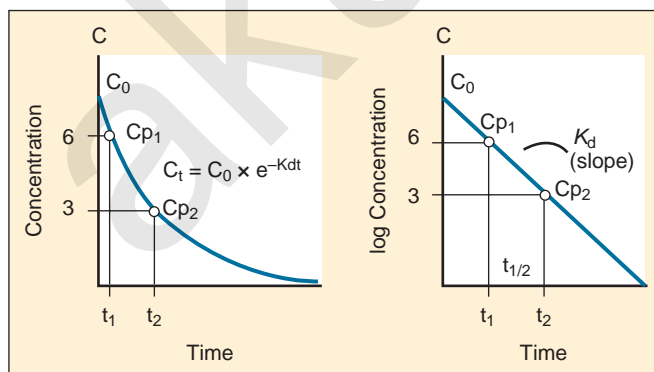 C
C₀
Cp₁
6
Cₜ = C₀ × e⁻ᴷᵈᵗ
3
Cp₂
Concentration
t₁ t₂
Time
C
C₀
Cp₁
6
K_d
(slope)
3
Cp₂
log Concentration
t₁/₂
t₁ t₂
Time